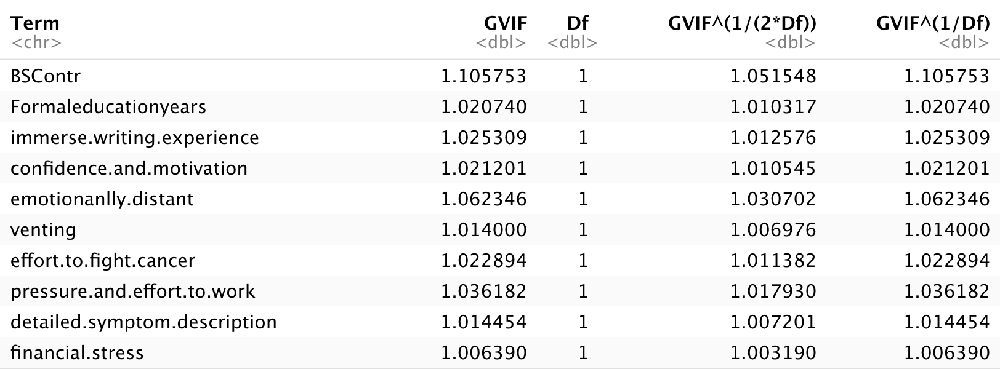 Term GVIF Df GVIF^(1/(2*Df)) GVIF^(1/Df)
<chr> <dbl> <dbl> <dbl> <dbl>
BSContr 1.105753 1 1.051548 1.105753
Formaleducationyears 1.020740 1 1.010317 1.020740
immerse.writing.experience 1.025309 1 1.012576 1.025309
confidence.and.motivation 1.021201 1 1.010545 1.021201
emotionanlly.distant 1.062346 1 1.030702 1.062346
venting 1.014000 1 1.006976 1.014000
effort.to.fight.cancer 1.022894 1 1.011382 1.022894
pressure.and.effort.to.work 1.036182 1 1.017930 1.036182
detailed.symptom.description 1.014454 1 1.007201 1.014454
financial.stress 1.006390 1 1.003190 1.006390